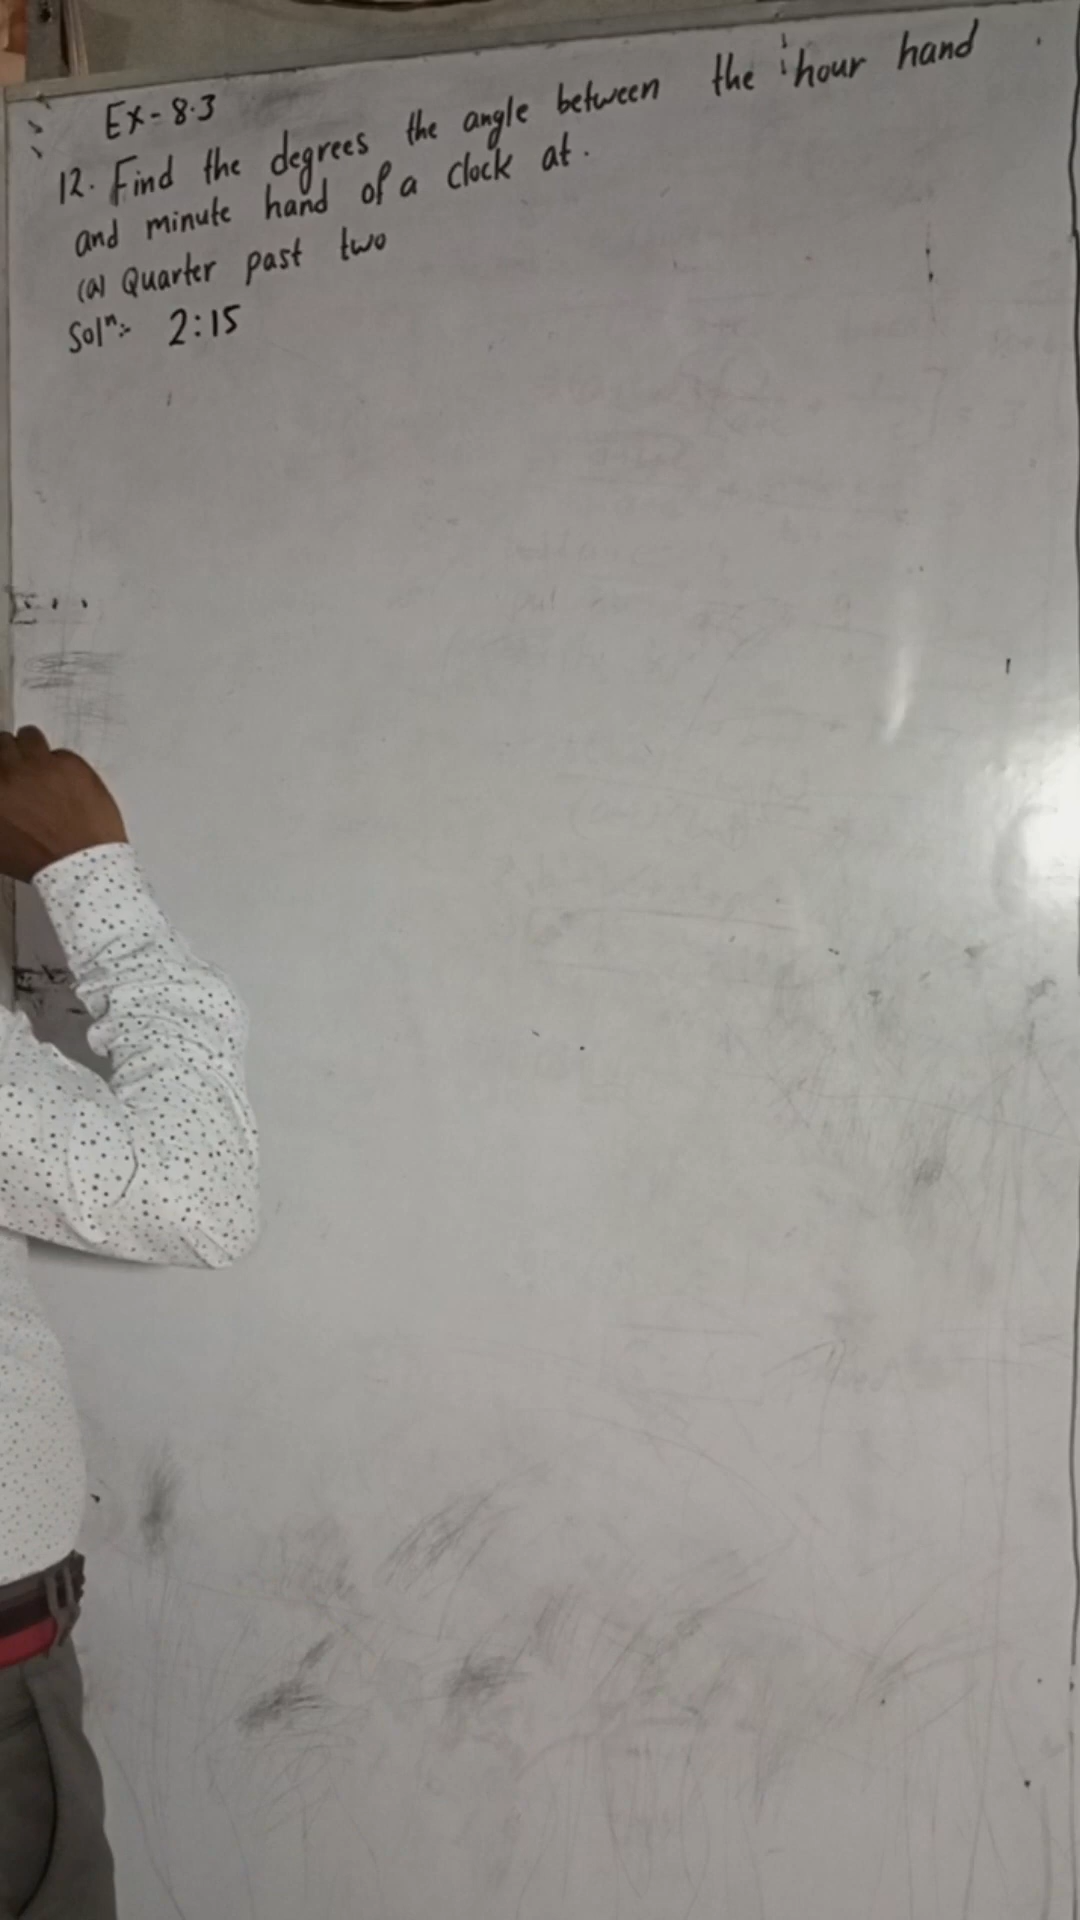 Ex-8.3
12. Find the degrees the angle between the hour hand
and minute hand of a clock at.
(a) Quarter past two
Solⁿ:- 2:15